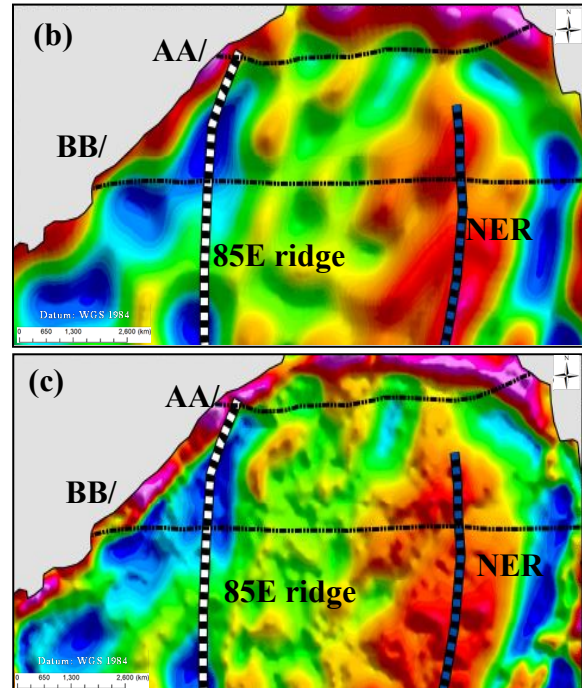 (b)
N
AA/
BB/
NER
85E ridge
Datum: WGS 1984
0 650 1,300 2,600 (km)
(c)
N
AA/
BB/
NER
85E ridge
Datum: WGS 1984
0 650 1,300 2,600 (km)